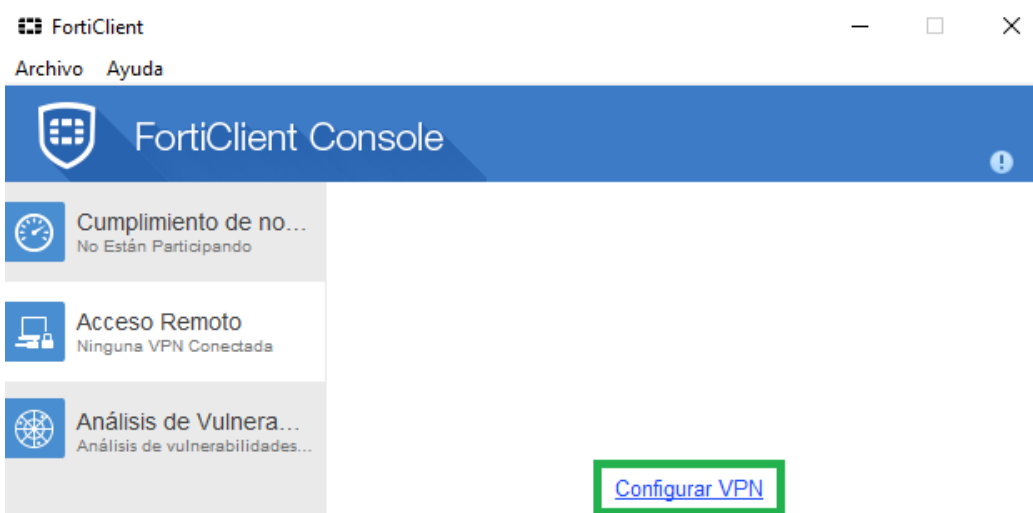 FortiClient
Archivo Ayuda
FortiClient Console
Cumplimiento de no...
No Están Participando
Acceso Remoto
Ninguna VPN Conectada
Análisis de Vulnera...
Análisis de vulnerabilidades...
Configurar VPN